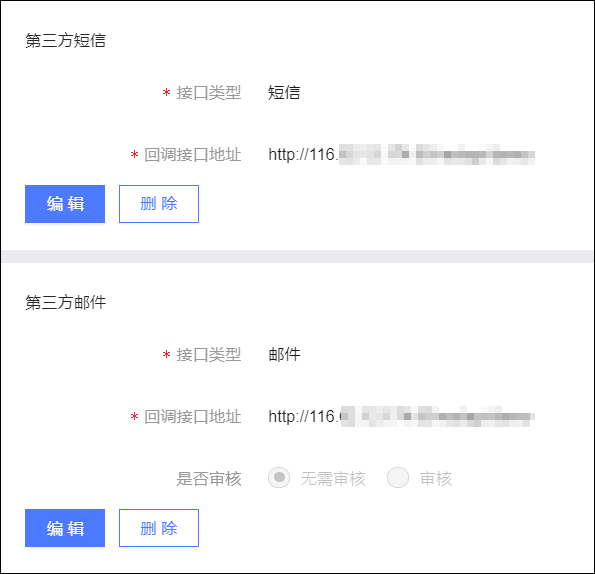 第三方短信
* 接口类型 短信
* 回调接口地址 http://116.
编 辑 删 除
第三方邮件
* 接口类型 邮件
* 回调接口地址 http://116.
是否审核 无需审核 审核
编 辑 删 除